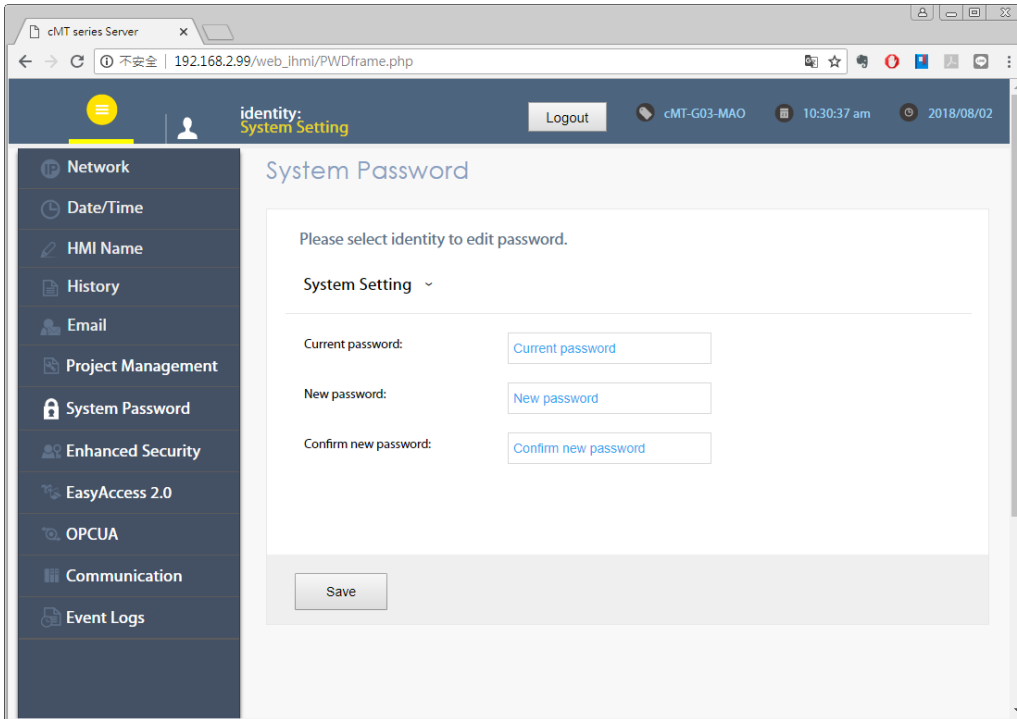 cMT series Server
不安全 192.168.2.99/web_ihmi/PWDframe.php
identity:
System Setting
Logout
cMT-G03-MAO
10:30:37 am
2018/08/02
Network
Date/Time
HMI Name
History
Email
Project Management
System Password
Enhanced Security
EasyAccess 2.0
OPCUA
Communication
Event Logs
System Password
Please select identity to edit password.
System Setting
Current password:
Current password
New password:
New password
Confirm new password:
Confirm new password
Save